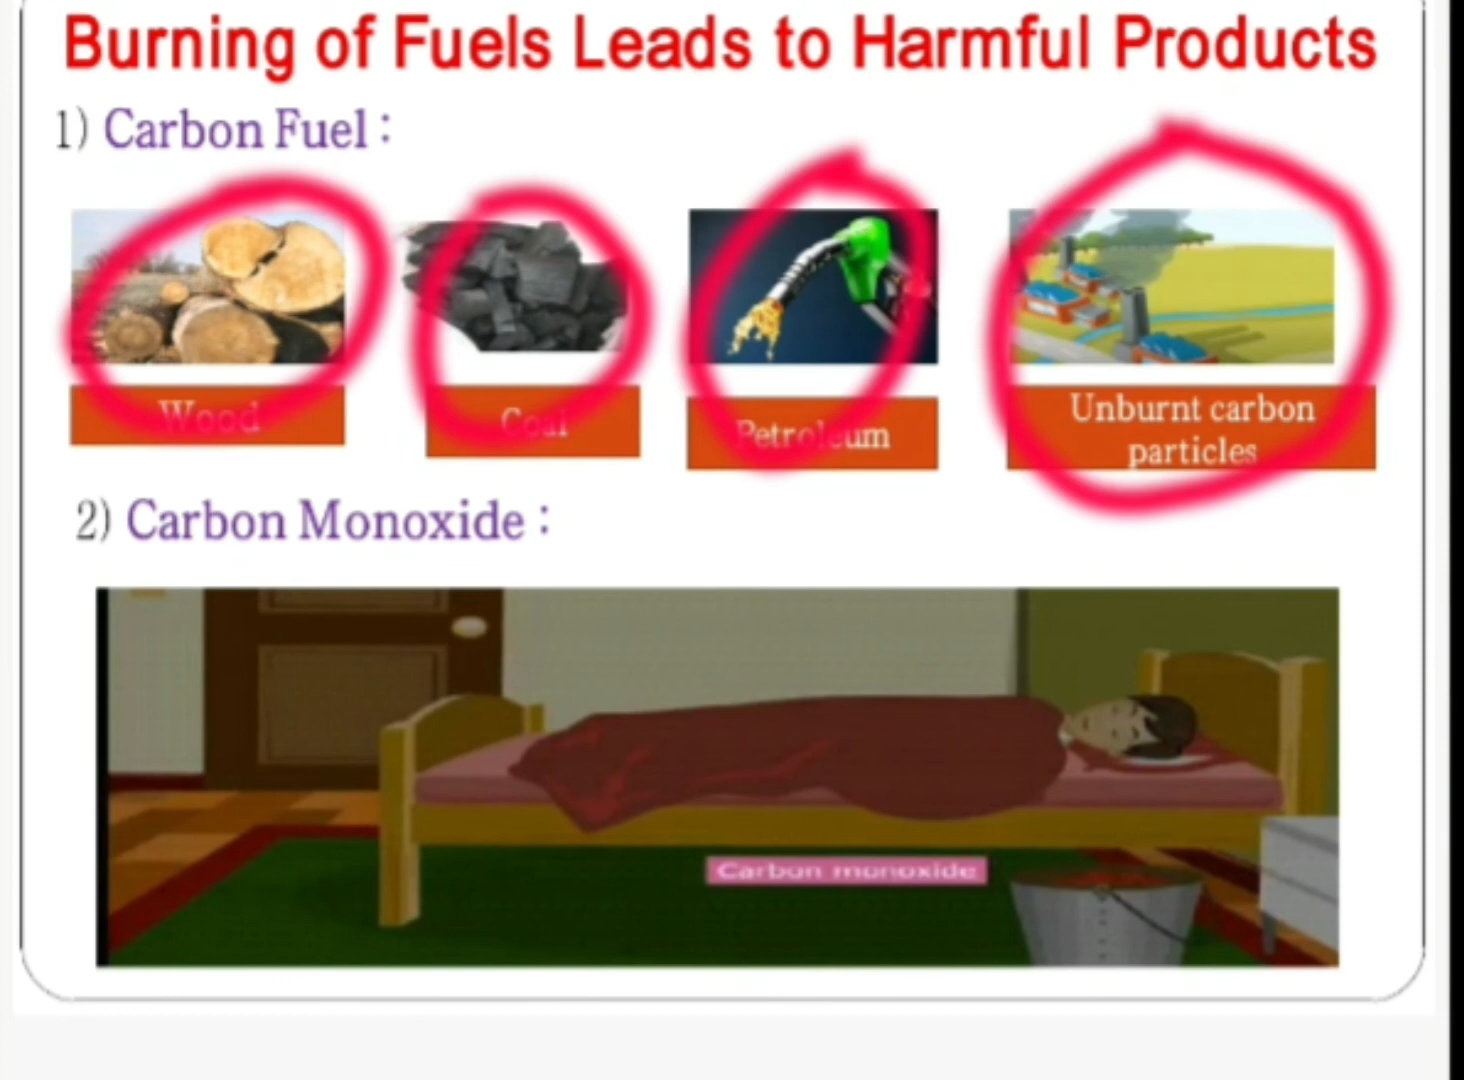 Burning of Fuels Leads to Harmful Products
1) Carbon Fuel :
Wood
Coal
Petroleum
Unburnt carbon
particles
2) Carbon Monoxide :
Carbon monoxide